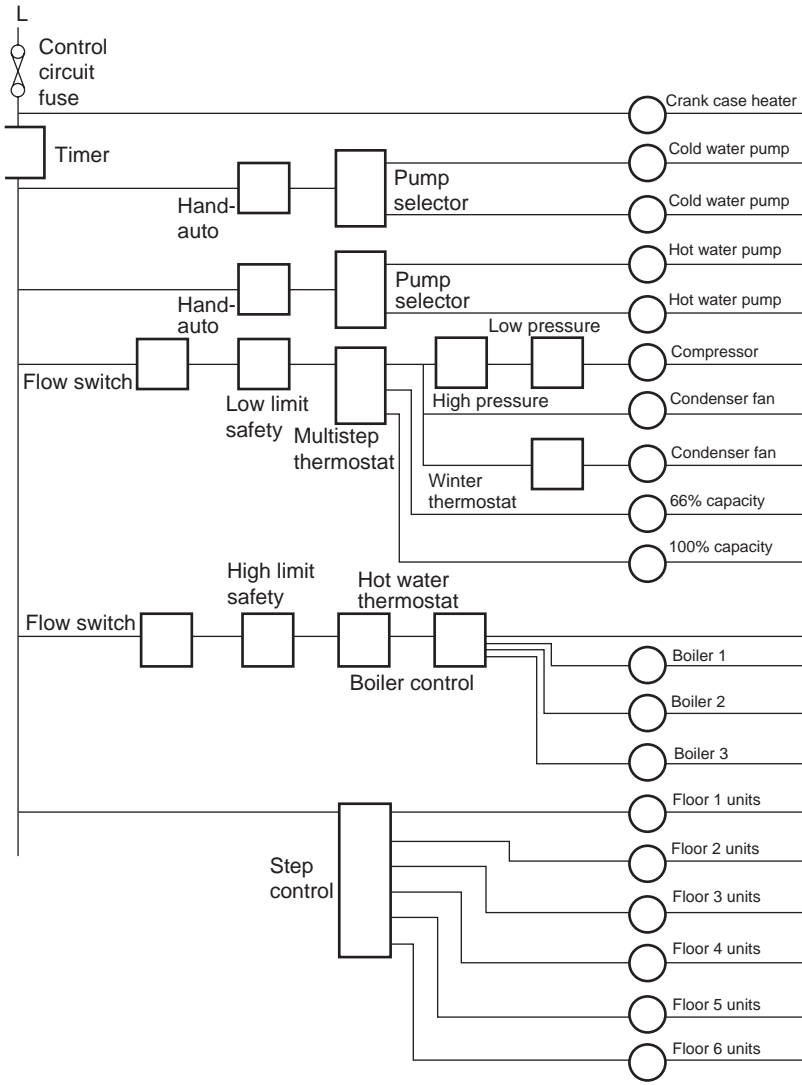 L
Control
circuit
fuse
Crank case heater
Timer
Cold water pump
Pump
selector
Hand-
auto
Cold water pump
Hot water pump
Pump
selector
Hand-
auto
Hot water pump
Low pressure
Compressor
Flow switch
Low limit
safety
High pressure
Multistep
thermostat
Condenser fan
Condenser fan
Winter
thermostat
66% capacity
100% capacity
High limit
safety
Hot water
thermostat
Flow switch
Boiler control
Boiler 1
Boiler 2
Boiler 3
Floor 1 units
Floor 2 units
Step
control
Floor 3 units
Floor 4 units
Floor 5 units
Floor 6 units